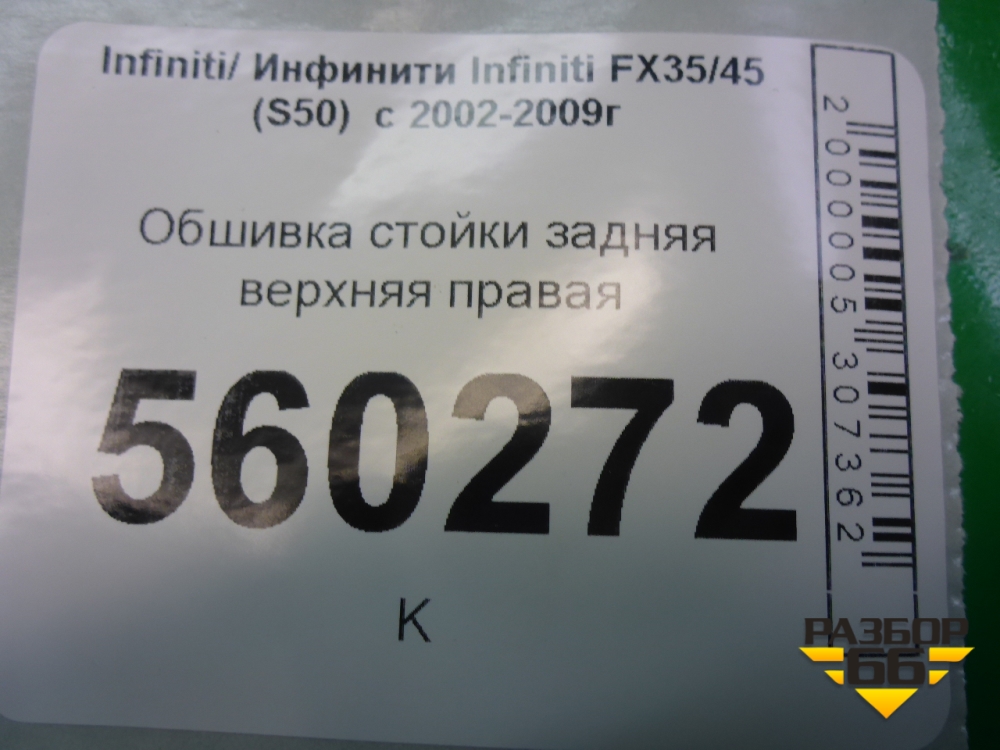 Infiniti/ Инфинити Infiniti FX35/45
(S50) с 2002-2009г
Обшивка стойки задняя
верхняя правая
560272
К
2000005307362
РАЗБОР
66